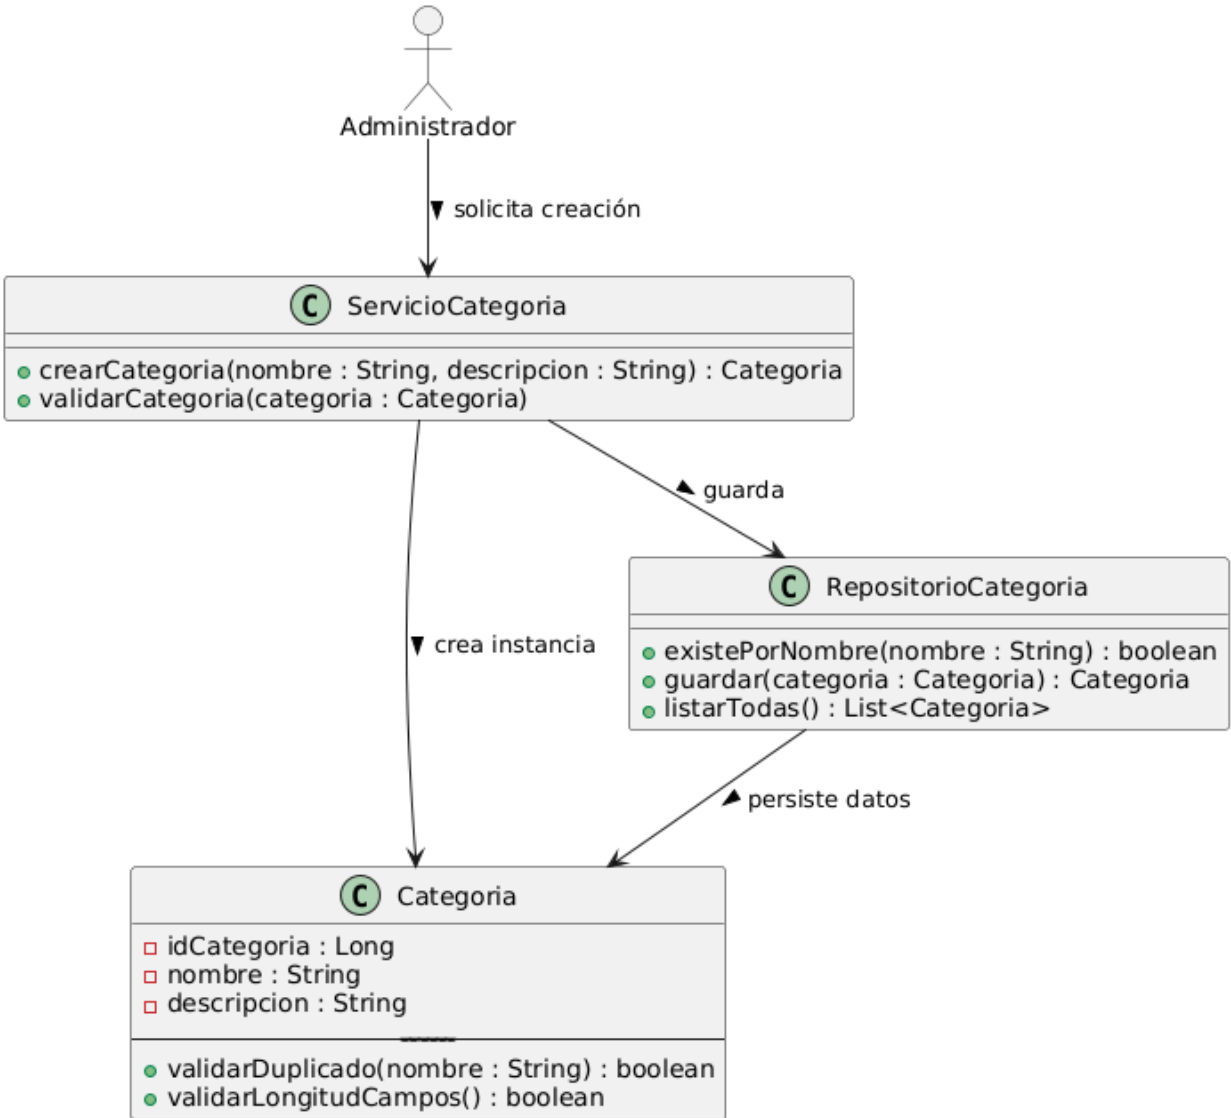 Administrador
solicita creación
C ServicioCategoria
crearCategoria(nombre : String, descripcion : String) : Categoria
validarCategoria(categoria : Categoria)
guarda
C RepositorioCategoria
existePorNombre(nombre : String) : boolean
guardar(categoria : Categoria) : Categoria
listarTodas() : List<Categoria>
crea instancia
persiste datos
C Categoria
idCategoria : Long
nombre : String
descripcion : String
validarDuplicado(nombre : String) : boolean
validarLongitudCampos() : boolean